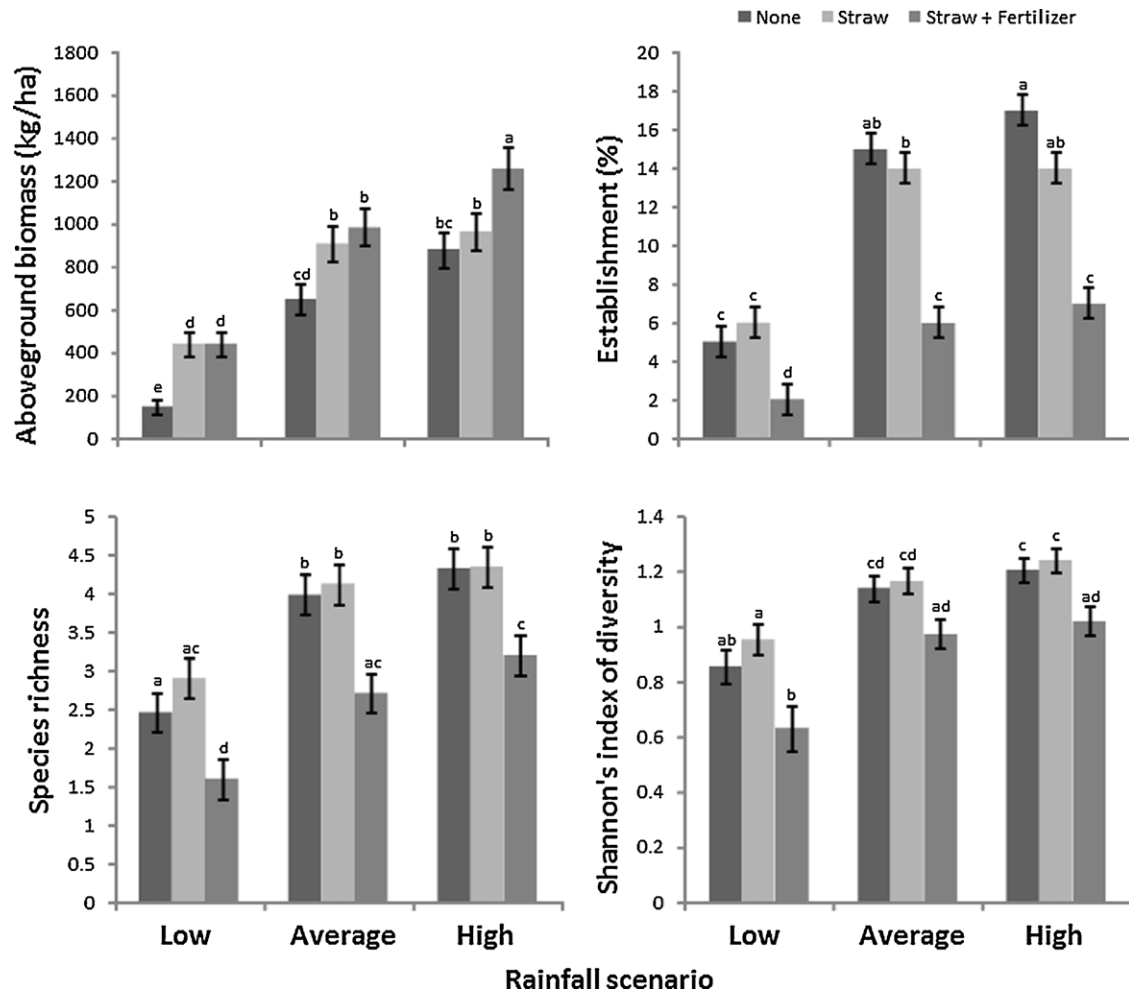 None Straw Straw + Fertilizer
Aboveground biomass (kg/ha)
1800
1600
1400
1200
1000
800
600
400
200
0
e d d
cd b b
bc b a
Establishment (%)
20
18
16
14
12
10
8
6
4
2
0
c c d
ab b c
a ab c
Species richness
5
4.5
4
3.5
3
2.5
2
1.5
1
0.5
0
a ac d
b b ac
b b c
Low Average High
Shannon's index of diversity
1.4
1.2
1
0.8
0.6
0.4
0.2
0
ab a b
cd cd ad
c c ad
Low Average High
Rainfall scenario